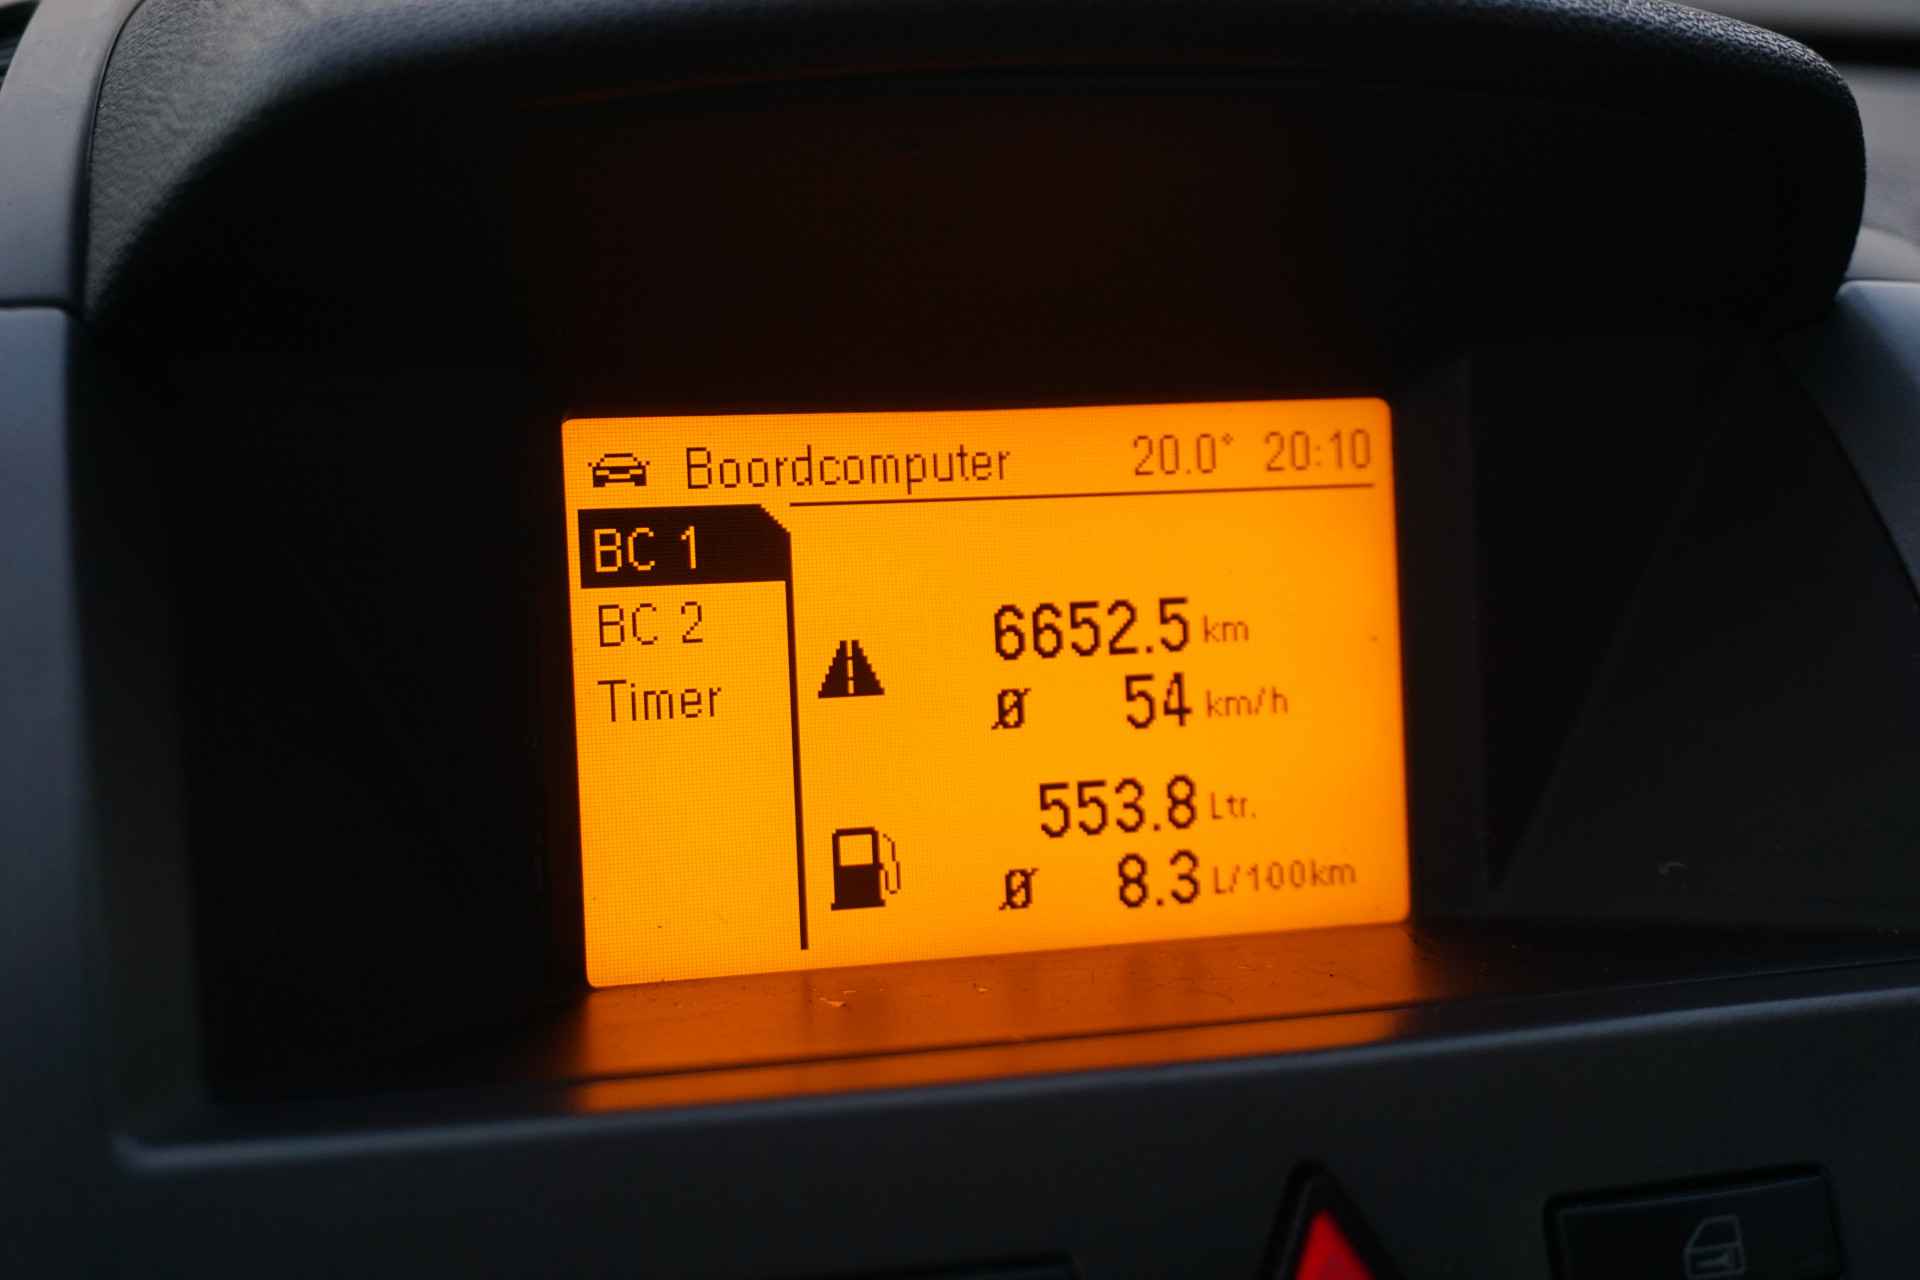 Boordcomputer 20.0° 20:10
BC 1
BC 2
Timer
6652.5 km
Ø 54 km/h
553.8 Ltr.
Ø 8.3 L/100km